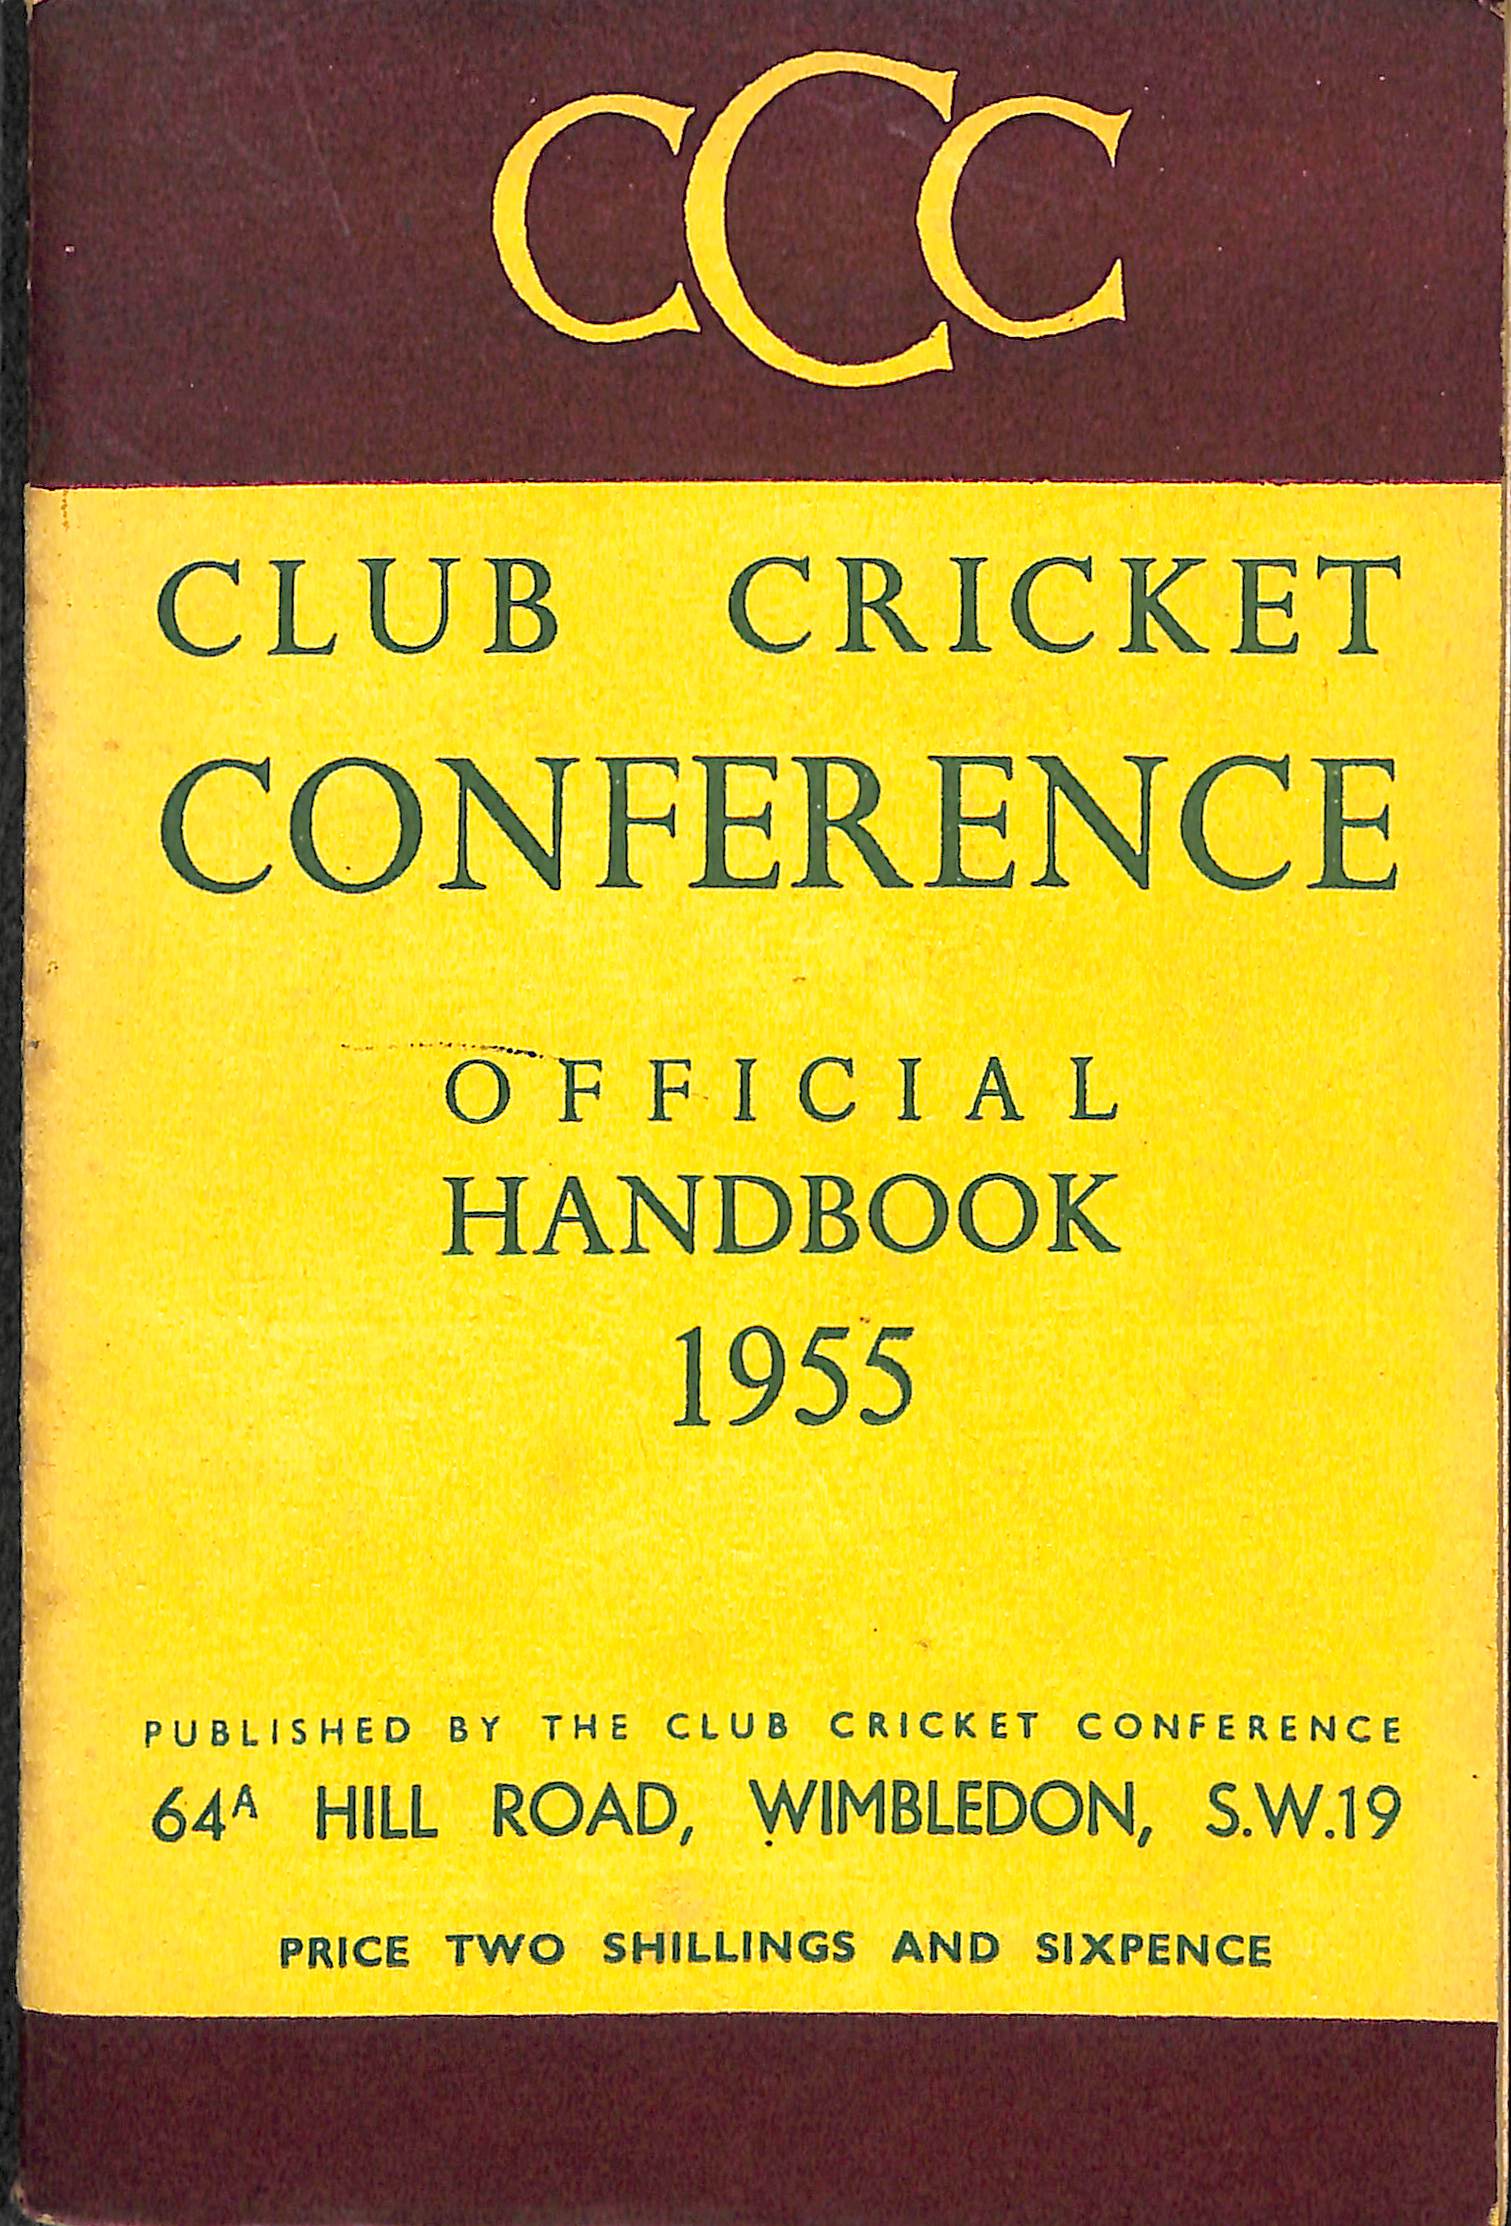 CCC
CLUB CRICKET
CONFERENCE
OFFICIAL
HANDBOOK
1955
PUBLISHED BY THE CLUB CRICKET CONFERENCE
64A HILL ROAD, WIMBLEDON, S.W.19
PRICE TWO SHILLINGS AND SIXPENCE